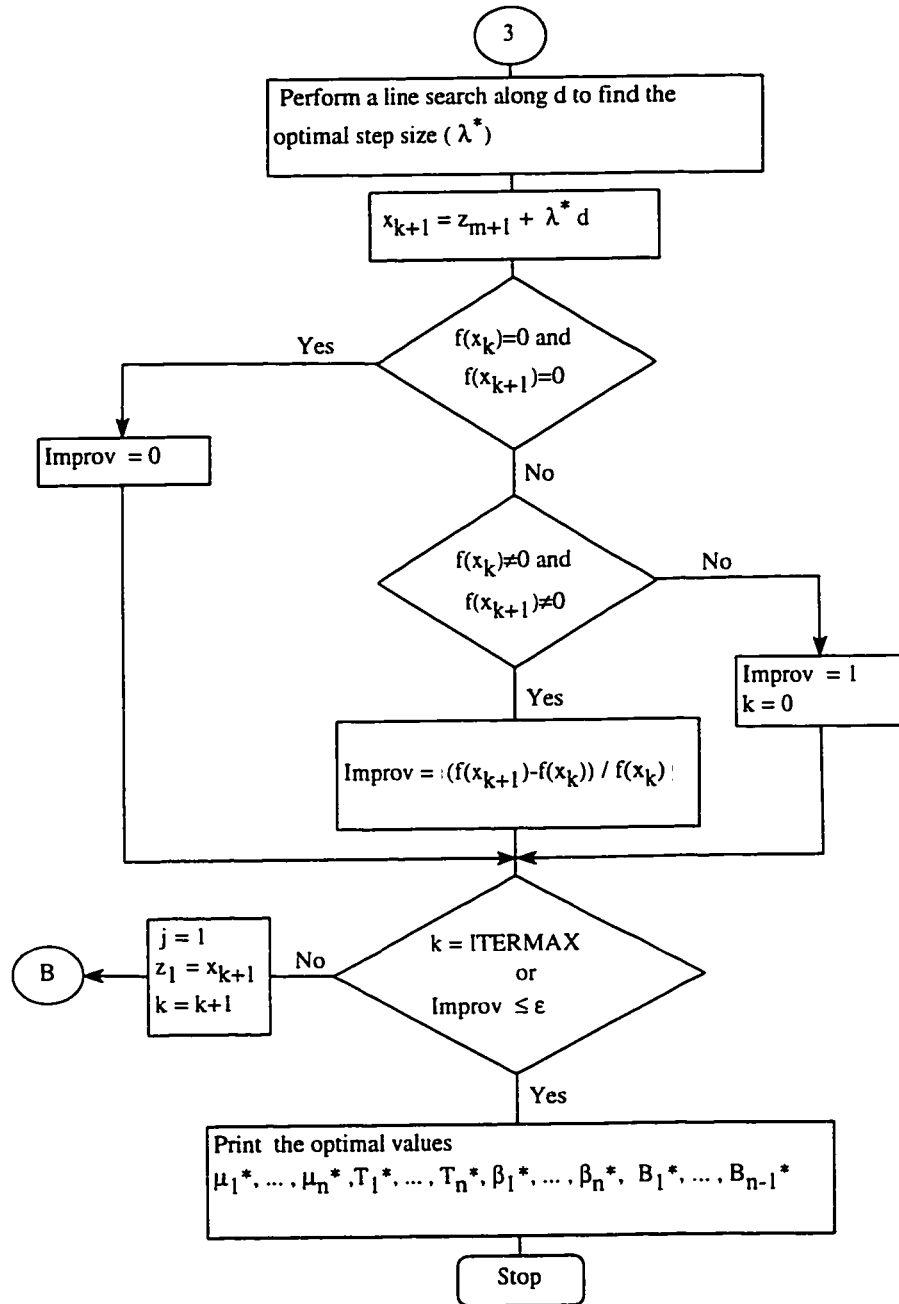 3
Perform a line search along d to find the
optimal step size ( λ* )
x_{k+1} = z_{m+1} + λ* d
f(x_k)=0 and
f(x_{k+1})=0
Yes
Improv = 0
No
f(x_k)≠0 and
f(x_{k+1})≠0
No
Improv = 1
k = 0
Yes
Improv = (f(x_{k+1})-f(x_k)) / f(x_k)
k = ITERMAX
or
Improv ≤ ε
No
j = 1
z_1 = x_{k+1}
k = k+1
B
Yes
Print the optimal values
μ_1*, ... , μ_n* ,T_1*, ... , T_n*, β_1*, ... , β_n*, B_1*, ... , B_{n-1}*
Stop